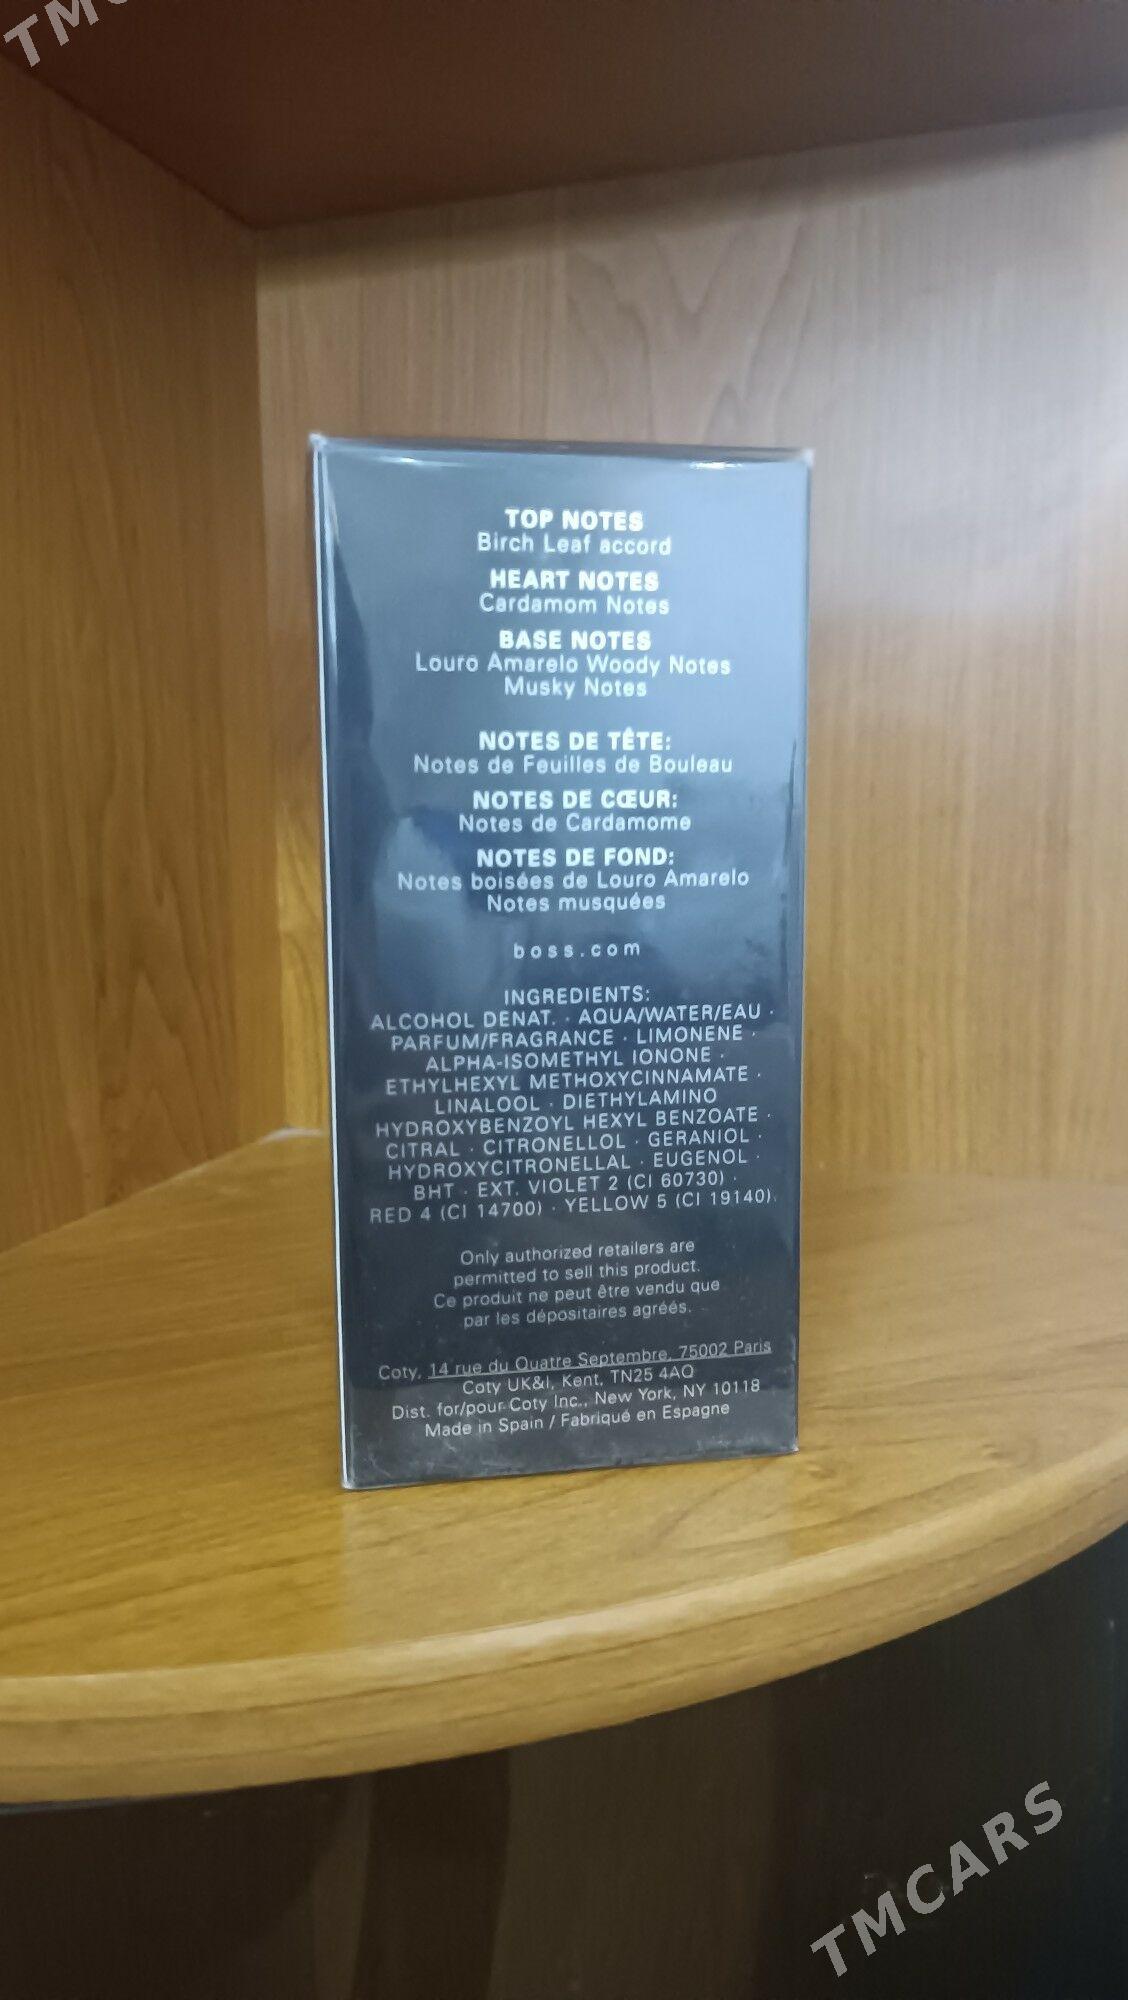 TOP NOTES
Birch Leaf accord
HEART NOTES
Cardamom Notes
BASE NOTES
Louro Amarelo Woody Notes
Musky Notes
NOTES DE TÊTE:
Notes de Feuilles de Bouleau
NOTES DE CŒUR:
Notes de Cardamome
NOTES DE FOND:
Notes boisées de Louro Amarelo
Notes musquées
boss.com
INGREDIENTS:
ALCOHOL DENAT. · AQUA/WATER/EAU ·
PARFUM/FRAGRANCE · LIMONENE ·
ALPHA-ISOMETHYL IONONE ·
ETHYLHEXYL METHOXYCINNAMATE ·
LINALOOL · DIETHYLAMINO
HYDROXYBENZOYL HEXYL BENZOATE ·
CITRAL · CITRONELLOL · GERANIOL ·
HYDROXYCITRONELLAL · EUGENOL ·
BHT · EXT. VIOLET 2 (CI 60730) ·
RED 4 (CI 14700) · YELLOW 5 (CI 19140).
Only authorized retailers are
permitted to sell this product.
Ce produit ne peut être vendu que
par les dépositaires agréés.
Coty, 14 rue du Quatre Septembre, 75002 Paris
Coty UK&I, Kent, TN25 4AQ
Dist. for/pour Coty Inc., New York, NY 10118
Made in Spain / Fabriqué en Espagne
TMCARS